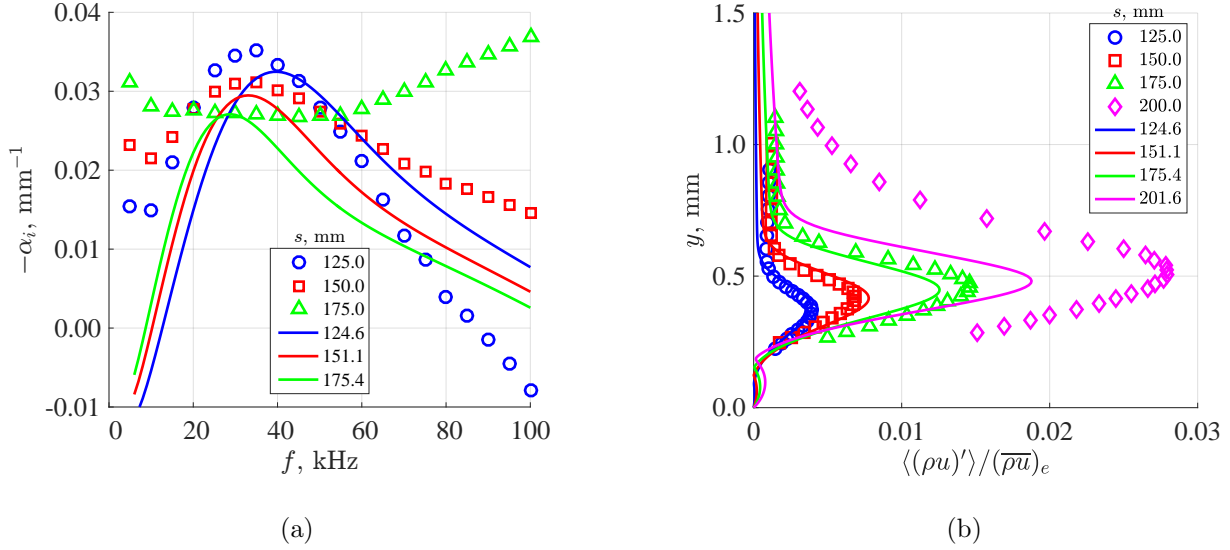 0.04
0.03
0.02
0.01
0.00
-0.01
−αᵢ, mm⁻¹
0 20 40 60 80 100
f, kHz
s, mm
125.0
150.0
175.0
124.6
151.1
175.4
(a)
1.5
1.0
0.5
0.0
y, mm
0 0.01 0.02 0.03
⟨(ρu)′⟩/(ρu̅)ₑ
s, mm
125.0
150.0
175.0
200.0
124.6
151.1
175.4
201.6
(b)